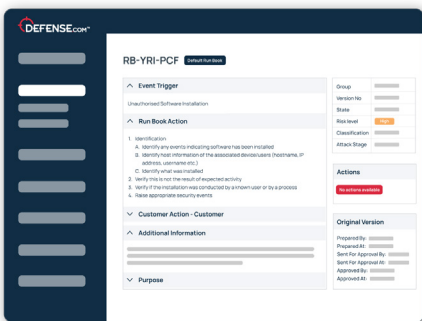 DEFENSE.COM™
RB-YRI-PCF Default Run Book
Event Trigger
Unauthorised Software Installation
Run Book Action
1. Identification
A. Identify any events indicating software has been installed
B. Identify host information of the associated device/users (hostname, IP
address, username etc.)
C. Identify what was installed
2. Verify this is not the result of expected activity
3. Verify if the installation was conducted by a known user or by a process
4. Raise appropriate security events
Customer Action - Customer
Additional Information
Purpose
Group
Version No
State
Risk level High
Classification
Attack Stage
Actions
No actions available
Original Version
Prepared By:
Prepared At:
Sent For Approval By:
Sent For Approval At:
Approved By:
Approved At: